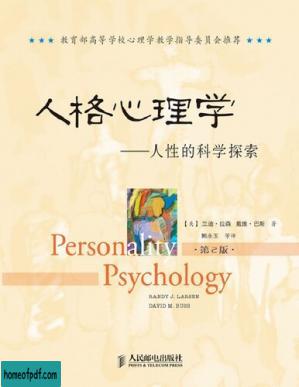 ★★★ 教育部高等学校心理学教学指导委员会推荐 ★★★
人格心理学
——人性的科学探索
[美] 兰迪·拉森 戴维·巴斯 著
郭永玉 等译
·第2版·
Personality
Psychology
RANDY J. LARSEN
DAVID M. BUSS
人民邮电出版社
POSTS & TELECOM PRESS
homeofpdf.com